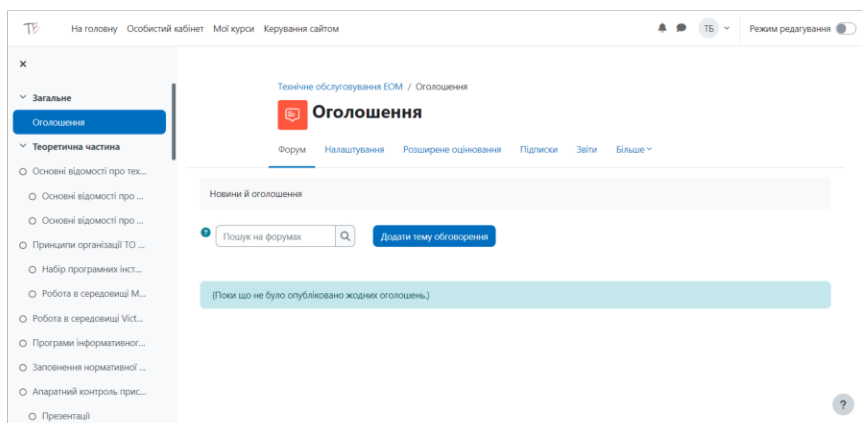 ТБ
На головну Особистий кабінет Мої курси Керування сайтом
ТБ
Режим редагування
Загальне
Оголошення
Теоретична частина
Основні відомості про тех...
Основні відомості про ...
Основні відомості про ...
Принципи організації ТО ...
Набір програмних інст...
Робота в середовищі М...
Робота в середовищі Vict...
Програми інформативног...
Заповнення нормативної ...
Апаратний контроль прис...
Презентації
Технічне обслуговування ЕОМ / Оголошення
Оголошення
Форум Налаштування Розширене оцінювання Підписки Звіти Більше
Новини й оголошення
? Пошук на форумах Додати тему обговорення
(Поки що не було опубліковано жодних оголошень.)
?